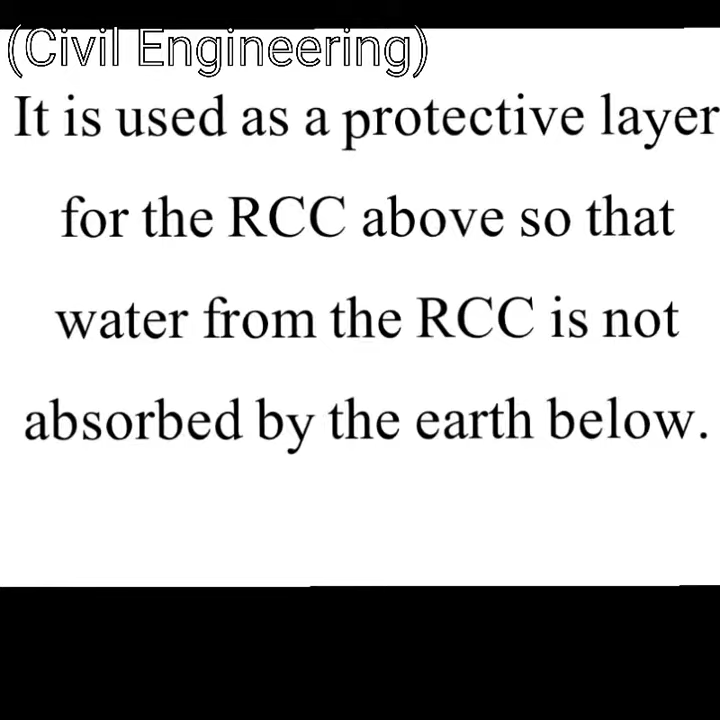 (Civil Engineering)
It is used as a protective layer
for the RCC above so that
water from the RCC is not
absorbed by the earth below.